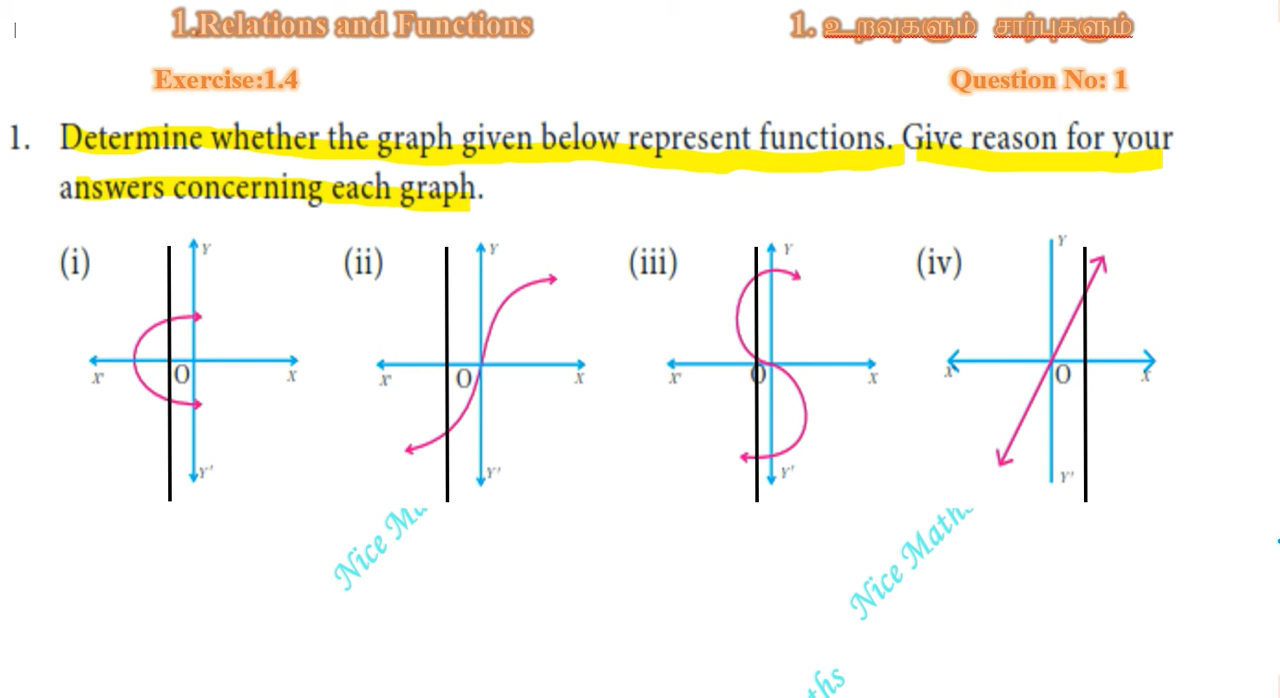 1.Relations and Functions
1. உறவுகளும் சார்புகளும்
Exercise:1.4
Question No: 1
1. Determine whether the graph given below represent functions. Give reason for your
answers concerning each graph.
(i)
(ii)
(iii)
(iv)
Y
Y
Y
Y
X' O X
X' O X
X' O X
X' O X
Y'
Y'
Y'
Y'
Nice
Nice Maths
ths